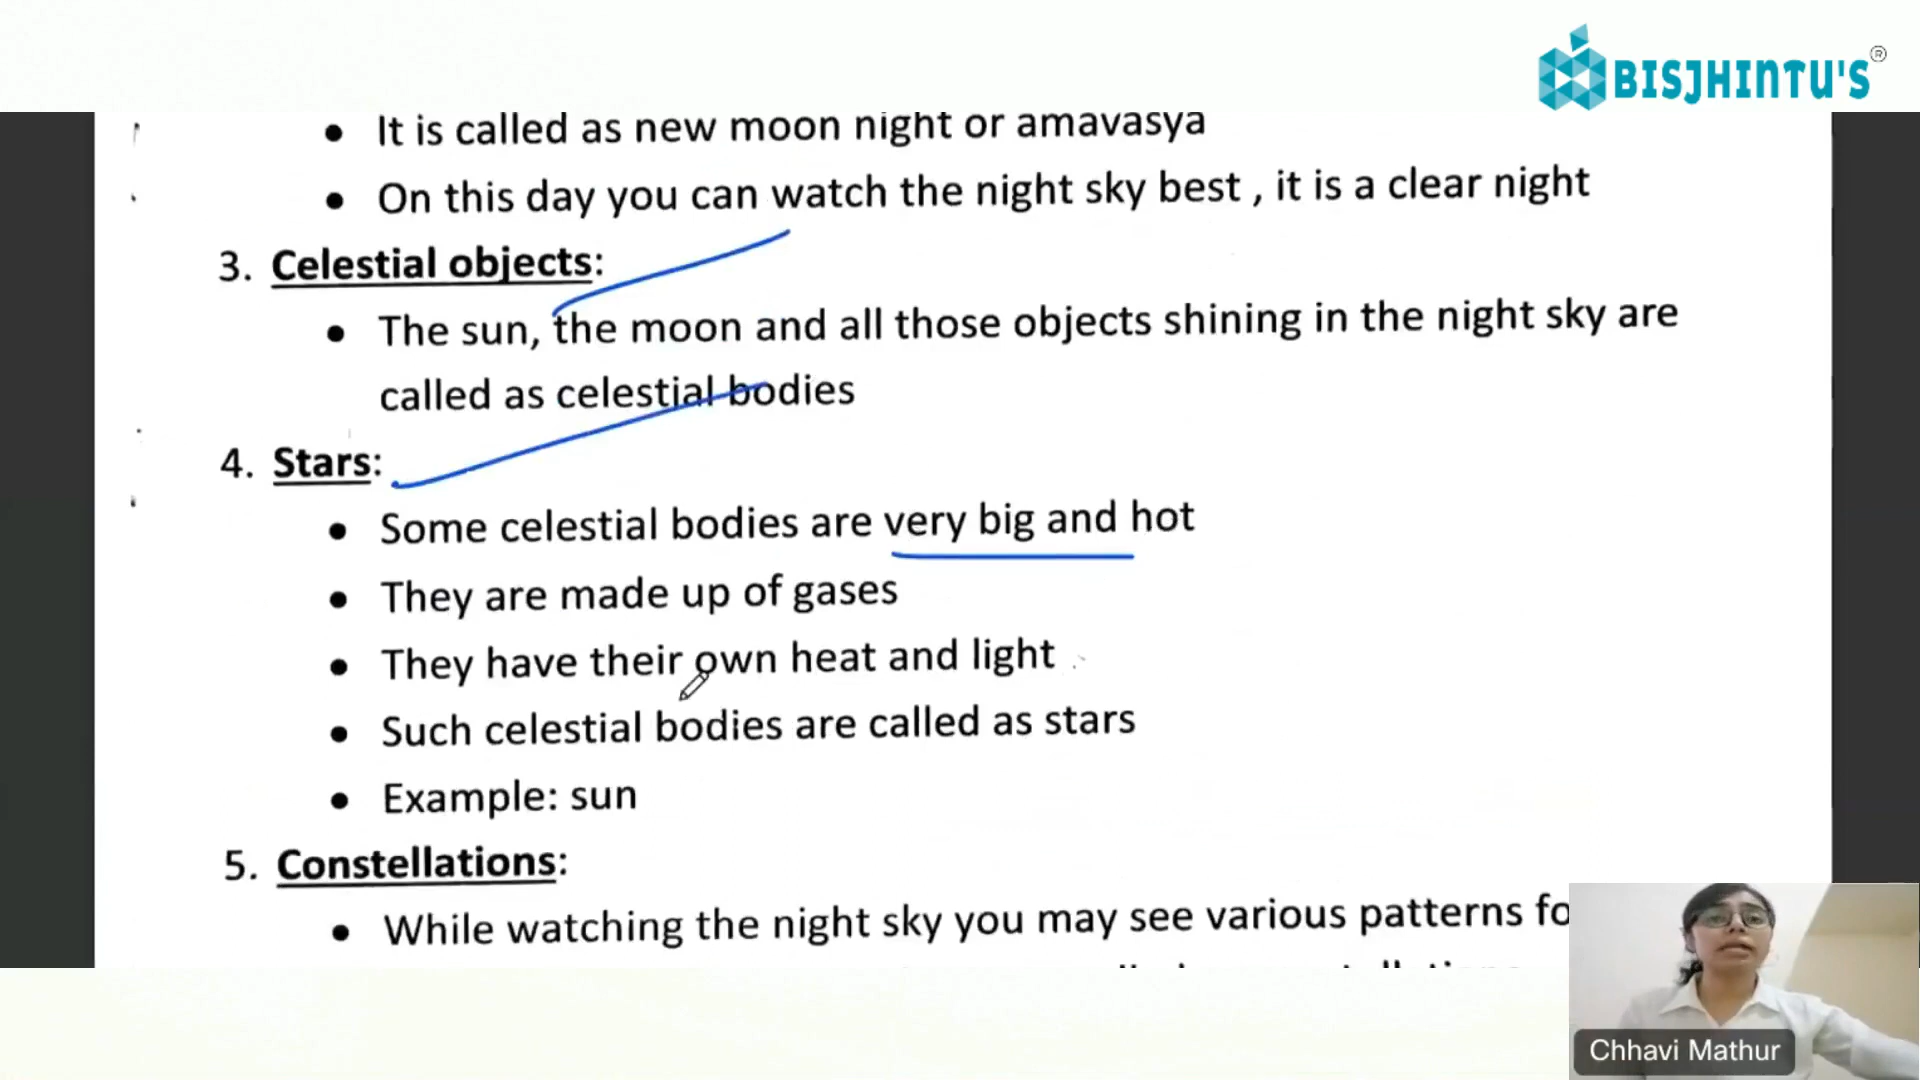 BISJHINTU'S®
• It is called as new moon night or amavasya
• On this day you can watch the night sky best , it is a clear night
3. Celestial objects:
• The sun, the moon and all those objects shining in the night sky are
called as celestial bodies
4. Stars:
• Some celestial bodies are very big and hot
• They are made up of gases
• They have their own heat and light
• Such celestial bodies are called as stars
• Example: sun
5. Constellations:
• While watching the night sky you may see various patterns fo
Chhavi Mathur